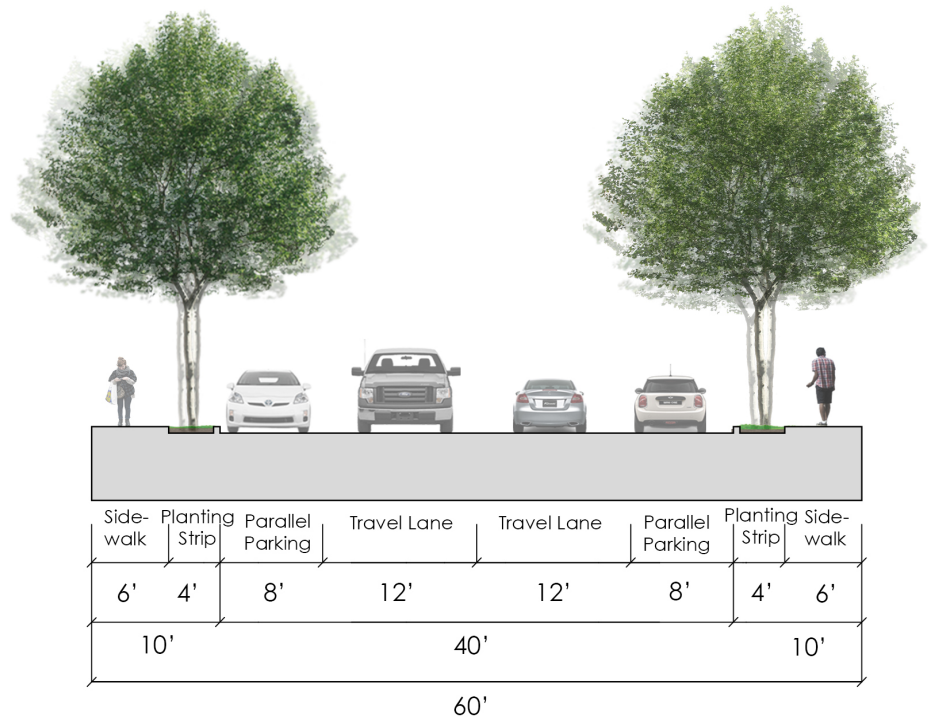 Side-
walk
Planting
Strip
Parallel
Parking
Travel Lane
Travel Lane
Parallel
Parking
Planting
Strip
Side-
walk
6’ 4’ 8’ 12’ 12’ 8’ 4’ 6’
10’ 40’ 10’
60’